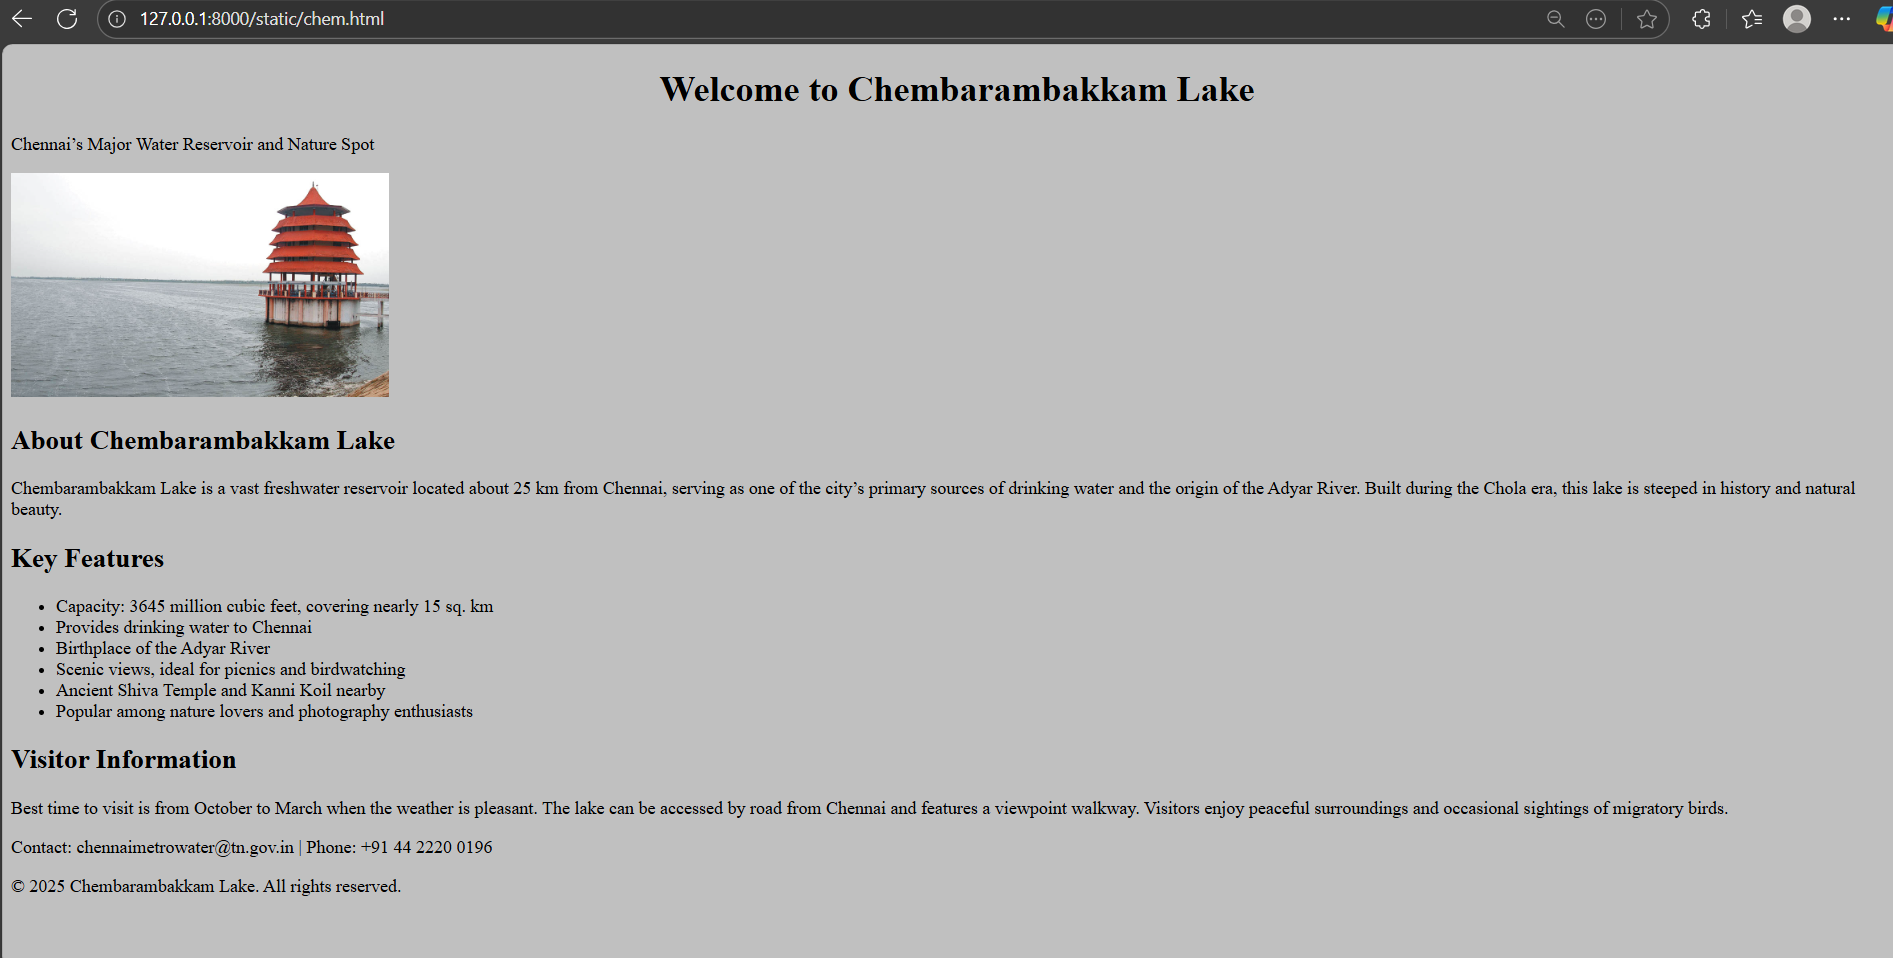 127.0.0.1:8000/static/chem.html
Welcome to Chembarambakkam Lake
Chennai’s Major Water Reservoir and Nature Spot
About Chembarambakkam Lake
Chembarambakkam Lake is a vast freshwater reservoir located about 25 km from Chennai, serving as one of the city’s primary sources of drinking water and the origin of the Adyar River. Built during the Chola era, this lake is steeped in history and natural
beauty.
Key Features
• Capacity: 3645 million cubic feet, covering nearly 15 sq. km
• Provides drinking water to Chennai
• Birthplace of the Adyar River
• Scenic views, ideal for picnics and birdwatching
• Ancient Shiva Temple and Kanni Koil nearby
• Popular among nature lovers and photography enthusiasts
Visitor Information
Best time to visit is from October to March when the weather is pleasant. The lake can be accessed by road from Chennai and features a viewpoint walkway. Visitors enjoy peaceful surroundings and occasional sightings of migratory birds.
Contact: chennaimetrowater@tn.gov.in | Phone: +91 44 2220 0196
© 2025 Chembarambakkam Lake. All rights reserved.